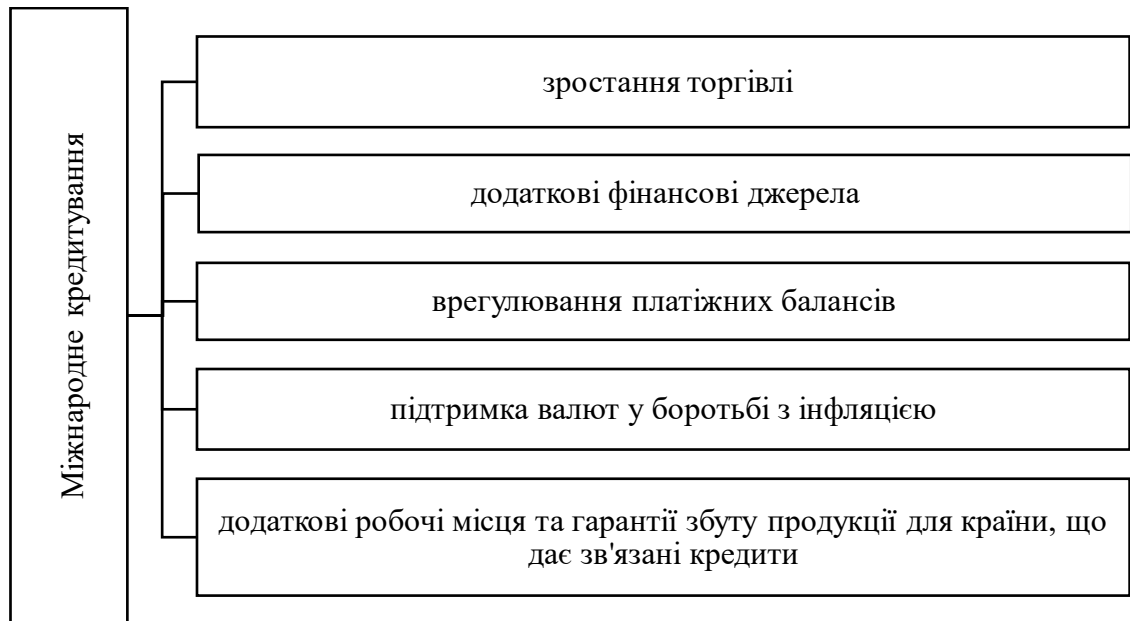 Міжнародне кредитування
зростання торгівлі
додаткові фінансові джерела
врегулювання платіжних балансів
підтримка валют у боротьбі з інфляцією
додаткові робочі місця та гарантії збуту продукції для країни, що
дає зв'язані кредити